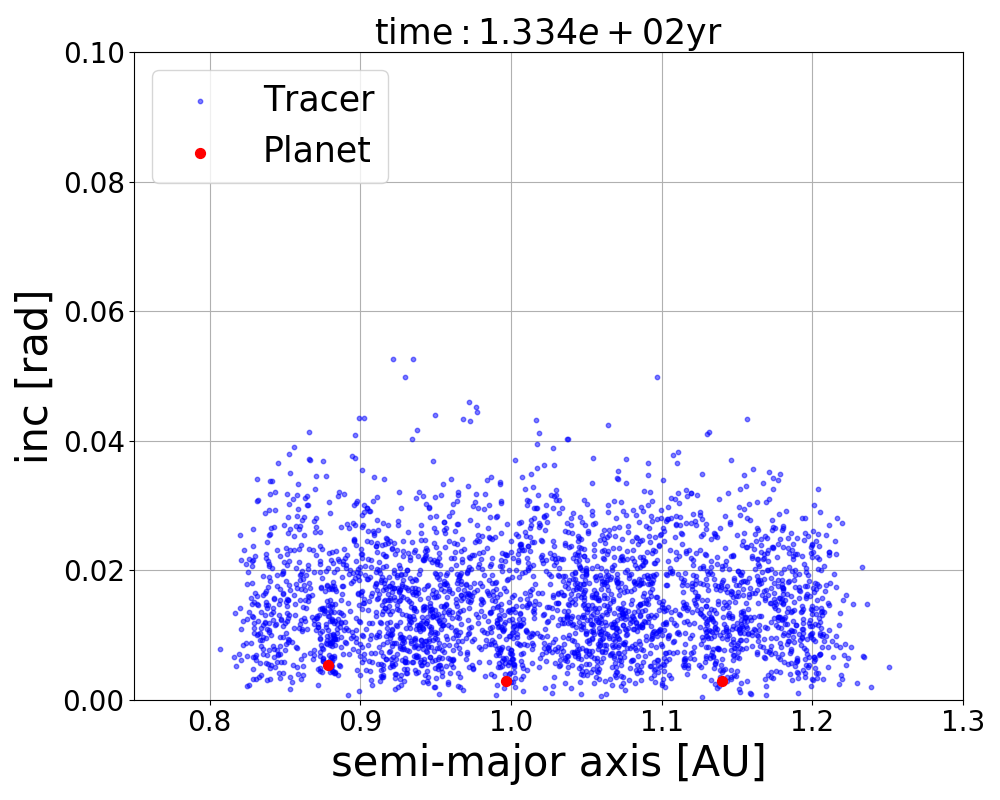 time : 1.334e + 02yr
0.10
0.08
0.06
0.04
0.02
0.00
inc [rad]
Tracer
Planet
0.8 0.9 1.0 1.1 1.2 1.3
semi-major axis [AU]